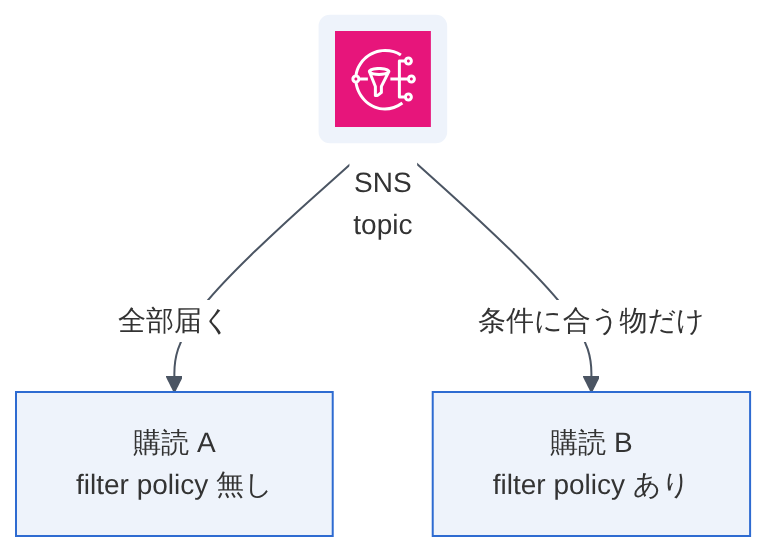 SNS
topic
全部届く
条件に合う物だけ
購読 A
filter policy 無し
購読 B
filter policy あり